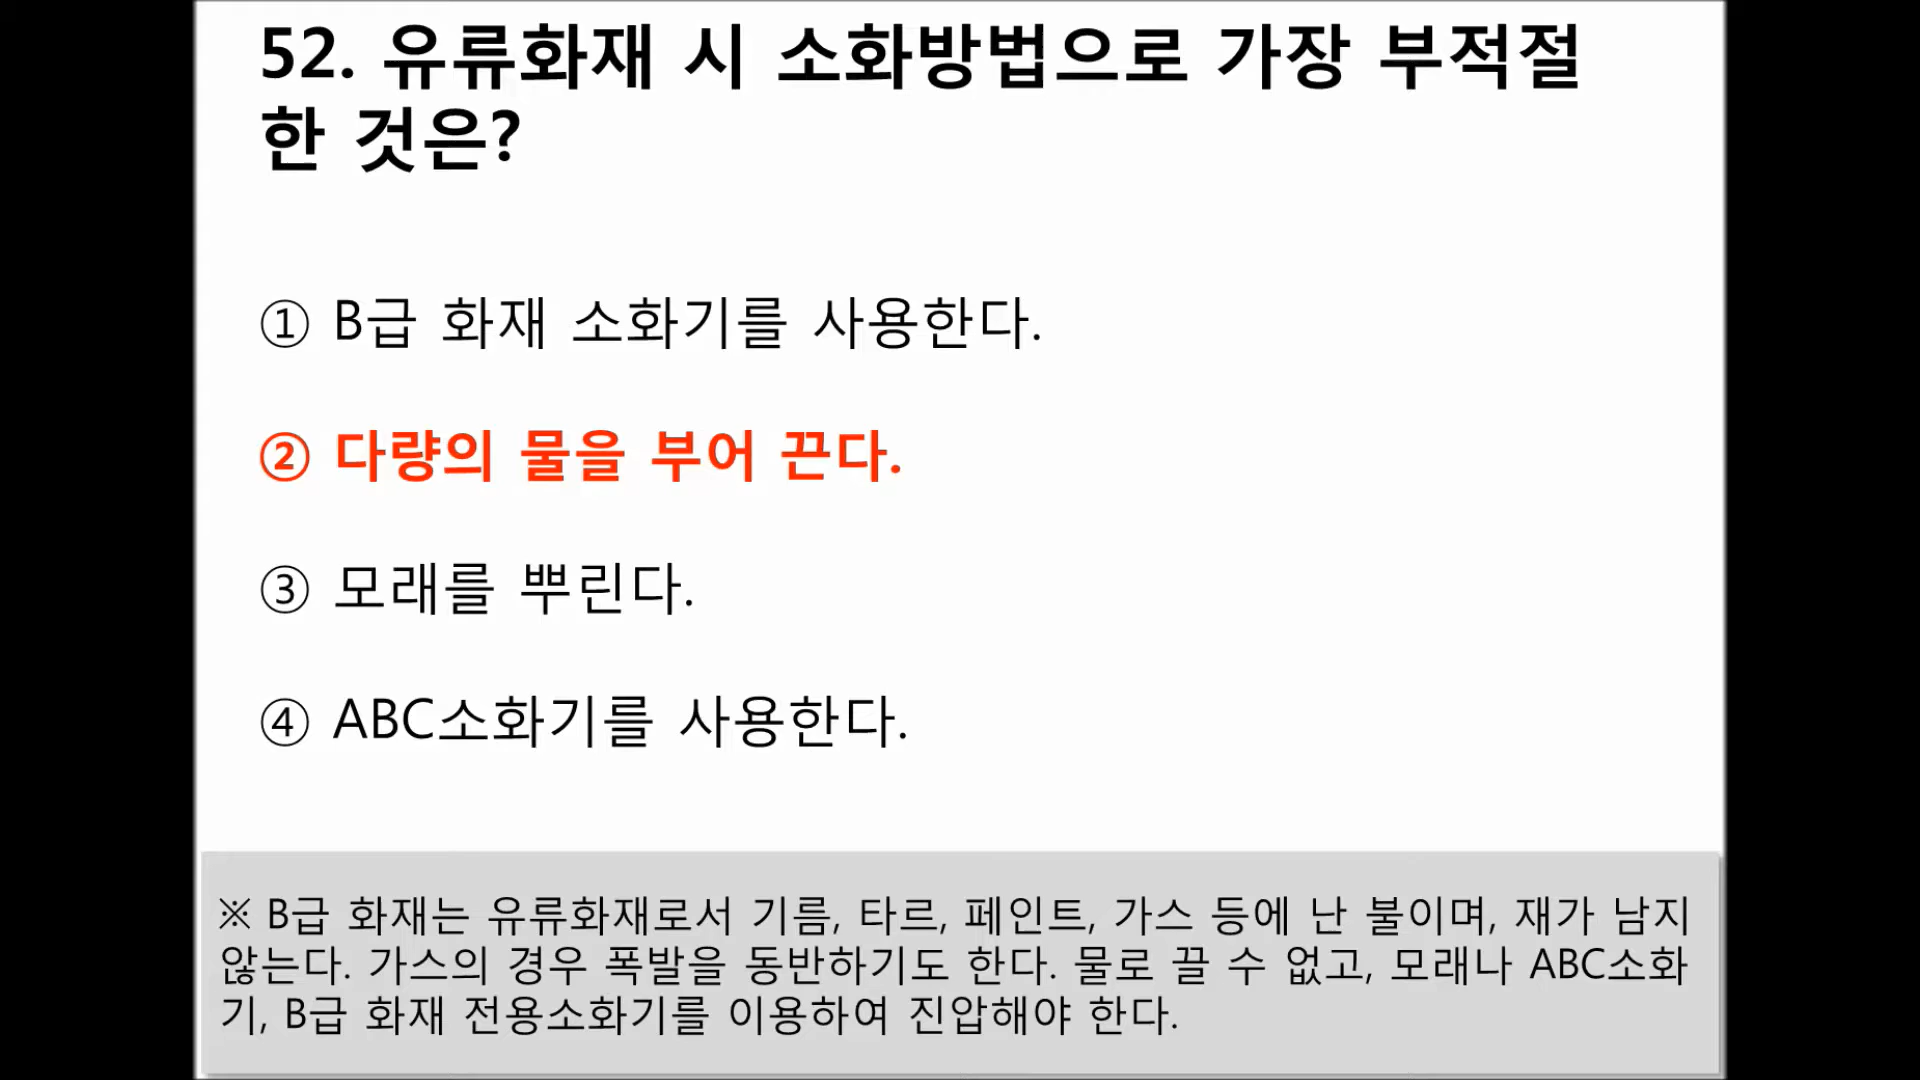 52. 유류화재 시 소화방법으로 가장 부적절
한 것은?
① B급 화재 소화기를 사용한다.
② 다량의 물을 부어 끈다.
③ 모래를 뿌린다.
④ ABC소화기를 사용한다.
※ B급 화재는 유류화재로서 기름, 타르, 페인트, 가스 등에 난 불이며, 재가 남지
않는다. 가스의 경우 폭발을 동반하기도 한다. 물로 끌 수 없고, 모래나 ABC소화
기, B급 화재 전용소화기를 이용하여 진압해야 한다.